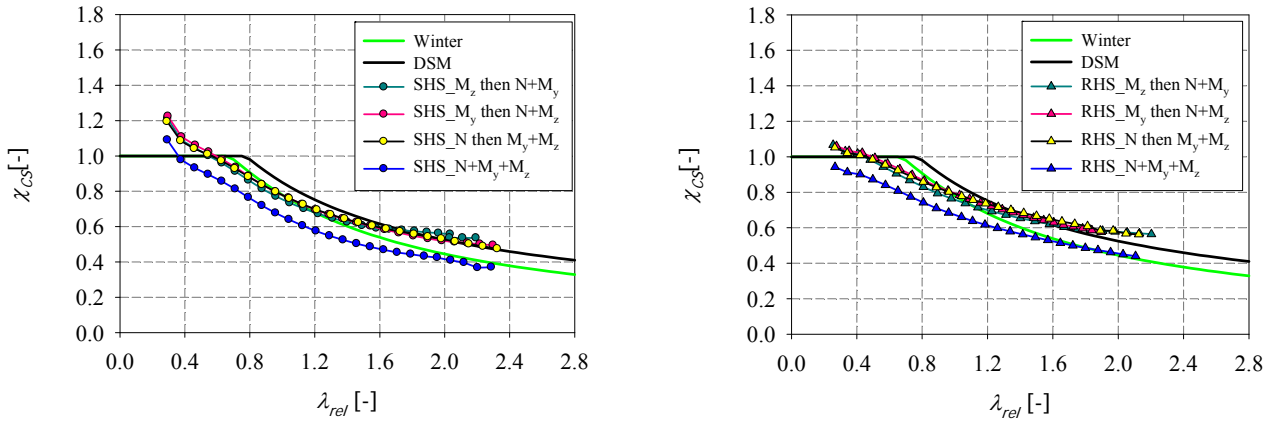 1.8
1.6
1.4
1.2
1.0
0.8
0.6
0.4
0.2
0.0
χCS[-]
0.0 0.4 0.8 1.2 1.6 2.0 2.4 2.8
λrel [-]
Winter
DSM
SHS_Mz then N+My
SHS_My then N+Mz
SHS_N then My+Mz
SHS_N+My+Mz
1.8
1.6
1.4
1.2
1.0
0.8
0.6
0.4
0.2
0.0
χCS[-]
0.0 0.4 0.8 1.2 1.6 2.0 2.4 2.8
λrel [-]
Winter
DSM
RHS_Mz then N+My
RHS_My then N+Mz
RHS_N then My+Mz
RHS_N+My+Mz